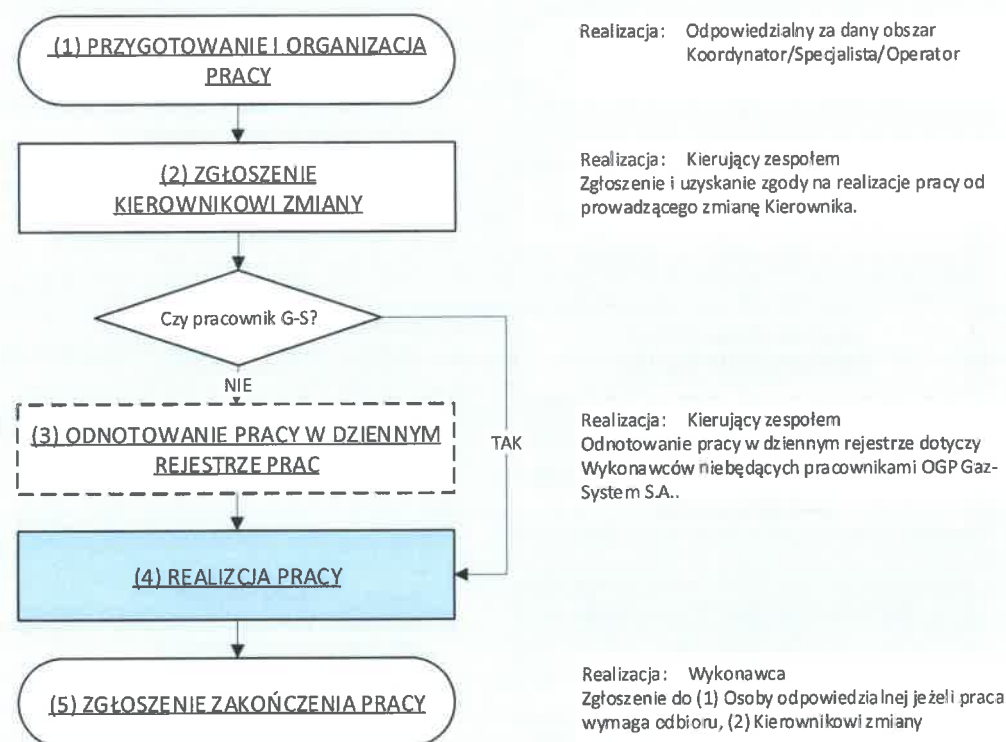 (1) PRZYGOTOWANIE I ORGANIZACJA
PRACY
Realizacja: Odpowiedzialny za dany obszar
Koordynator/Specjalista/Operator
(2) ZGŁOSZENIE
KIEROWNIKOWI ZMIANY
Realizacja: Kierujący zespołem
Zgłoszenie i uzyskanie zgody na realizacje pracy od
prowadzącego zmianę Kierownika.
Czy pracownik G-S?
NIE
TAK
(3) ODNOTOWANIE PRACY W DZIENNYM
REJESTRZE PRAC
Realizacja: Kierujący zespołem
Odnotowanie pracy w dziennym rejestrze dotyczy
Wykonawców niebędących pracownikami OGP Gaz-
System S.A..
(4) REALIZCJA PRACY
(5) ZGŁOSZENIE ZAKOŃCZENIA PRACY
Realizacja: Wykonawca
Zgłoszenie do (1) Osoby odpowiedzialnej jeżeli praca
wymaga odbioru, (2) Kierownikowi zmiany